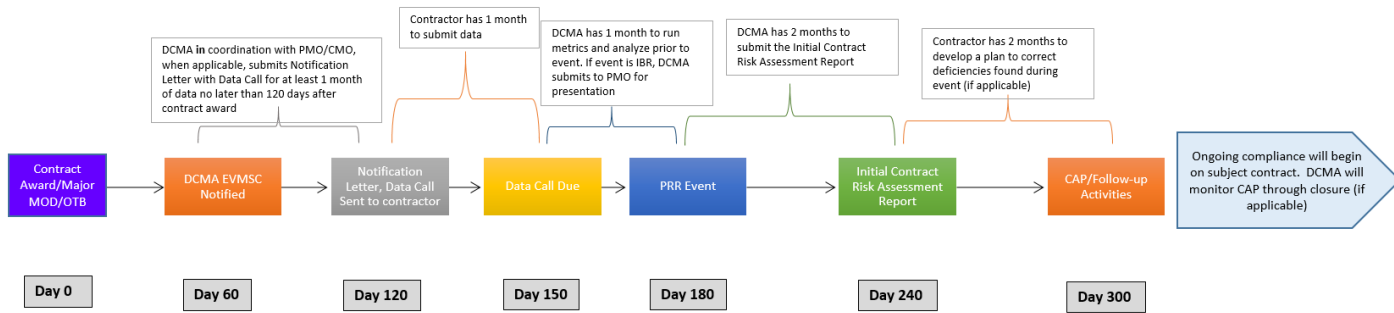 DCMA in coordination with PMO/CMO,
when applicable, submits Notification
Letter with Data Call for at least 1 month
of data no later than 120 days after
contract award
Contractor has 1 month
to submit data
DCMA has 1 month to run
metrics and analyze prior to
event. If event is IBR, DCMA
submits to PMO for
presentation
DCMA has 2 months to
submit the Initial Contract
Risk Assessment Report
Contractor has 2 months to
develop a plan to correct
deficiencies found during
event (if applicable)
Contract
Award/Major
MOD/OTB
DCMA EVMSC
Notified
Notification
Letter, Data Call
Sent to contractor
Data Call Due
PRR Event
Initial Contract
Risk Assessment
Report
CAP/Follow-up
Activities
Ongoing compliance will begin
on subject contract.  DCMA will
monitor CAP through closure (if
applicable)
Day 0
Day 60
Day 120
Day 150
Day 180
Day 240
Day 300